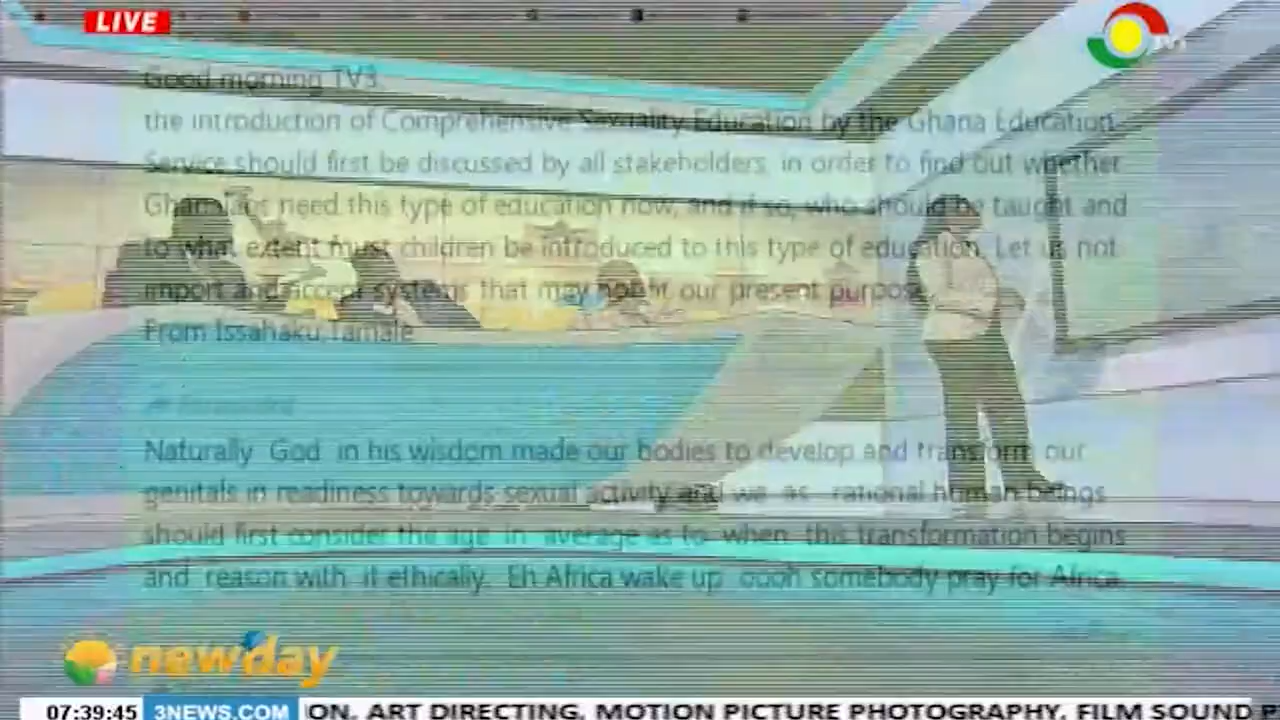 LIVE
Good morning TV3
the introduction of Comprehensive Sexuality Education by the Ghana Education
Service should first be discussed by all stakeholders, in order to find out whether
Ghanaians need this type of education now, and if so, who should be taught and
to what extent must children be introduced to this type of education. Let us not
import and accept systems that may not fit our present purpose
From Issahaku,Tamale
Naturally God in his wisdom made our bodies to develop and transform our
genitals in readiness towards sexual activity and we as rational human beings
should first consider the age in average as to when this transformation begins
and reason with it ethically. Eh Africa wake up oooh somebody pray for Africa
newday
07:39:45 3NEWS.COM ON, ART DIRECTING, MOTION PICTURE PHOTOGRAPHY, FILM SOUND